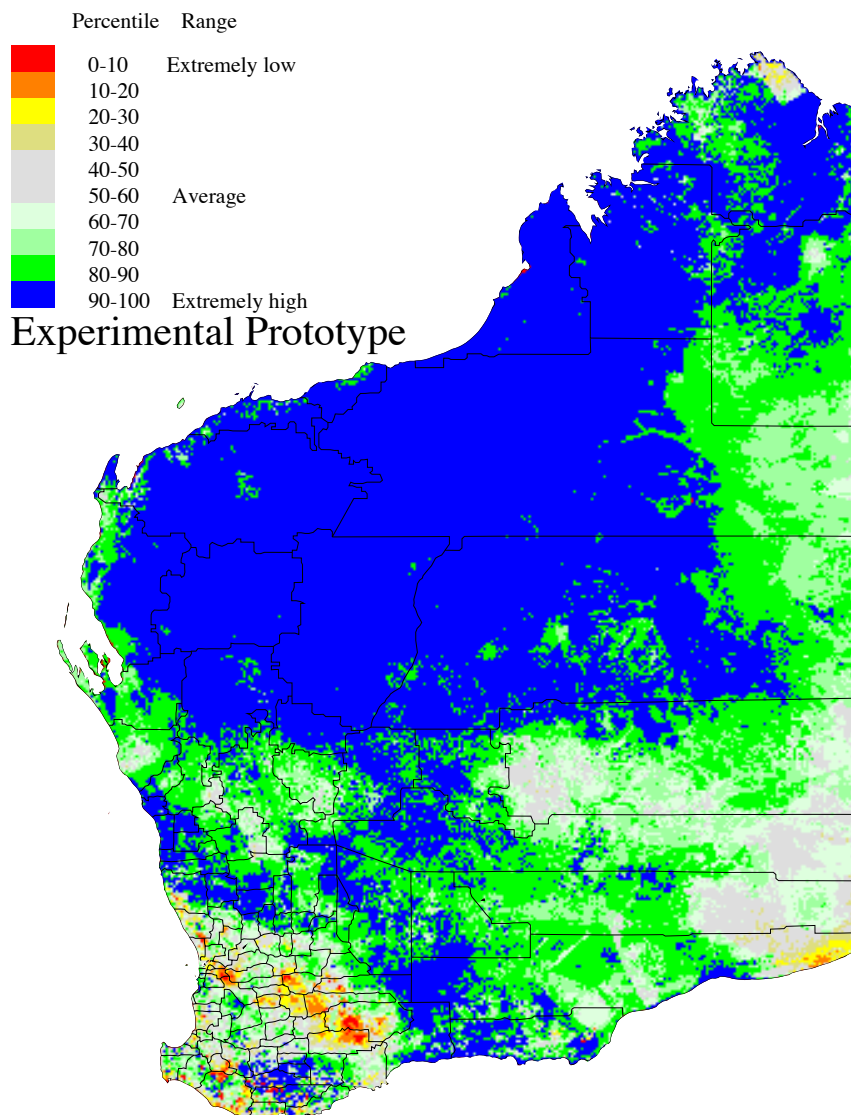 Percentile Range
0-10 Extremely low
10-20
20-30
30-40
40-50
50-60 Average
60-70
70-80
80-90
90-100 Extremely high
Experimental Prototype